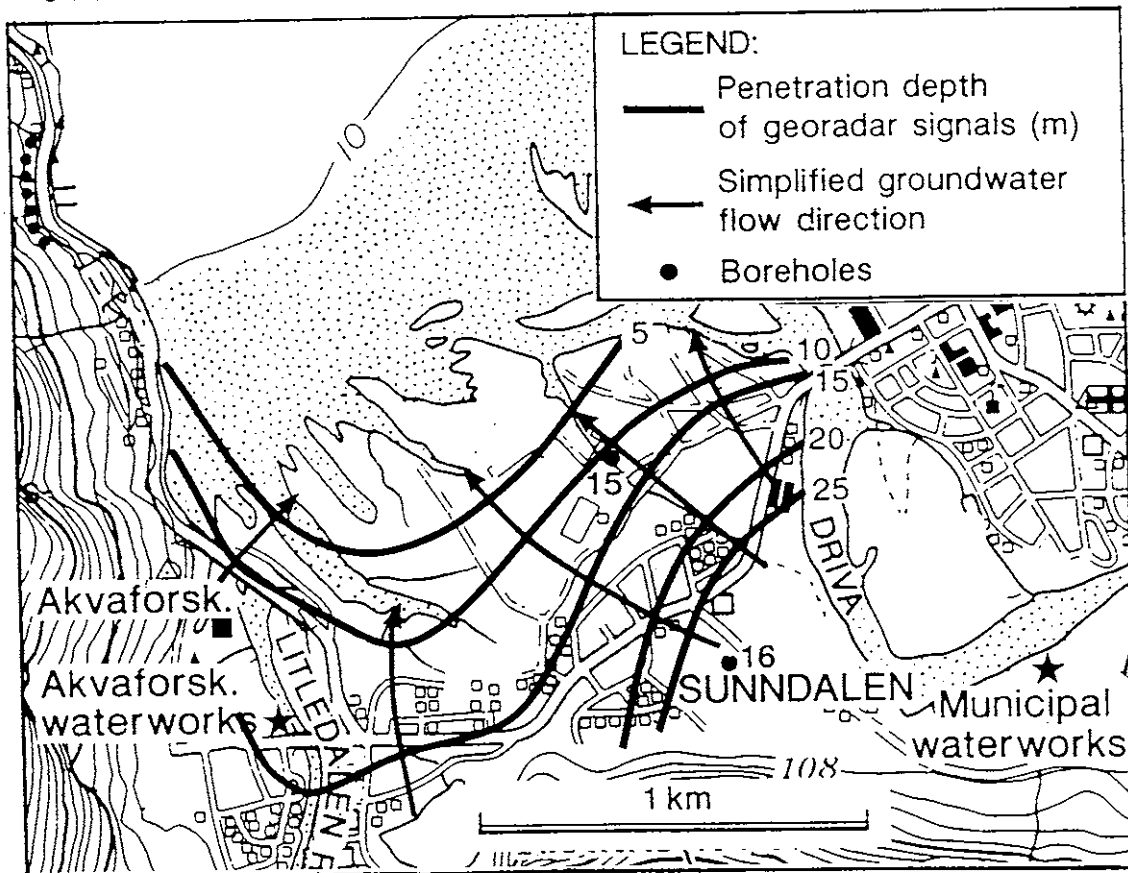 LEGEND:
Penetration depth
of georadar signals (m)
Simplified groundwater
flow direction
Boreholes
10
5
10
15
20
25
15
16
DRIVA
Akvaforsk.
Akvaforsk.
waterworks
LITLEDALEN
SUNNDALEN
Municipal
waterworks
108
1 km